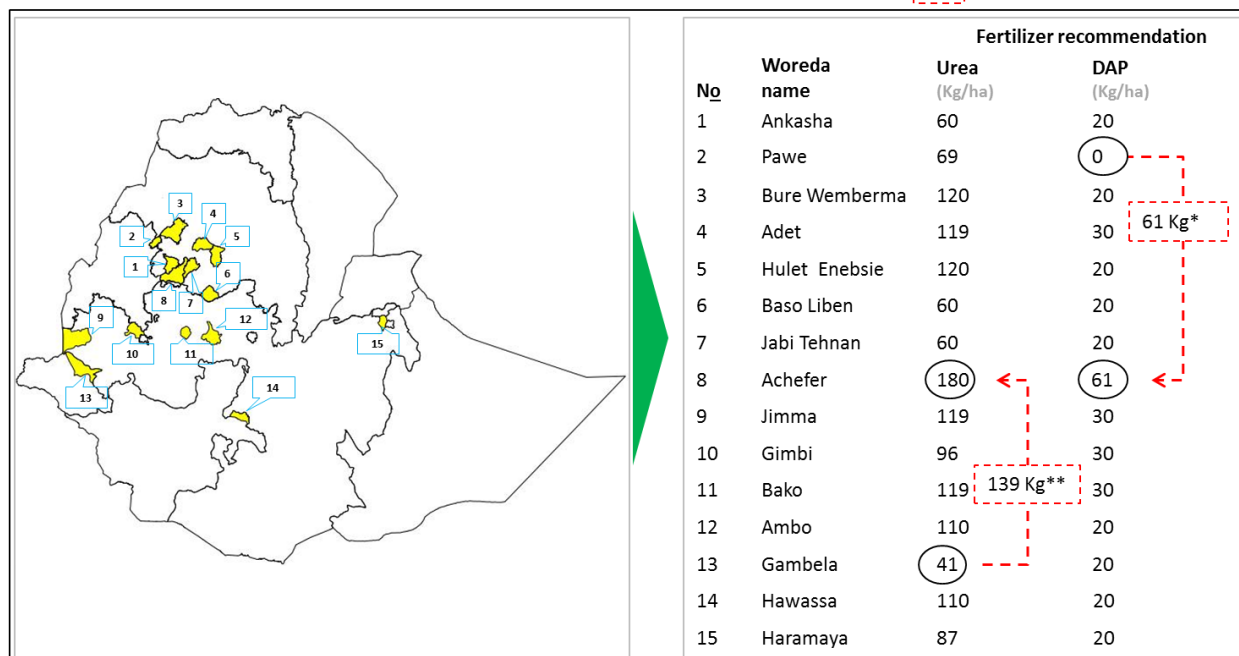 3
4
2
5
1
6
8
7
9
12
10
11
15
13
14
Fertilizer recommendation
No Woreda name Urea (Kg/ha) DAP (Kg/ha)
1 Ankasha 60 20
2 Pawe 69 0
3 Bure Wemberma 120 20
61 Kg*
4 Adet 119 30
5 Hulet Enebsie 120 20
6 Baso Liben 60 20
7 Jabi Tehnan 60 20
8 Achefer 180 61
9 Jimma 119 30
10 Gimbi 96 30
139 Kg**
11 Bako 119 30
12 Ambo 110 20
13 Gambela 41 20
14 Hawassa 110 20
15 Haramaya 87 20